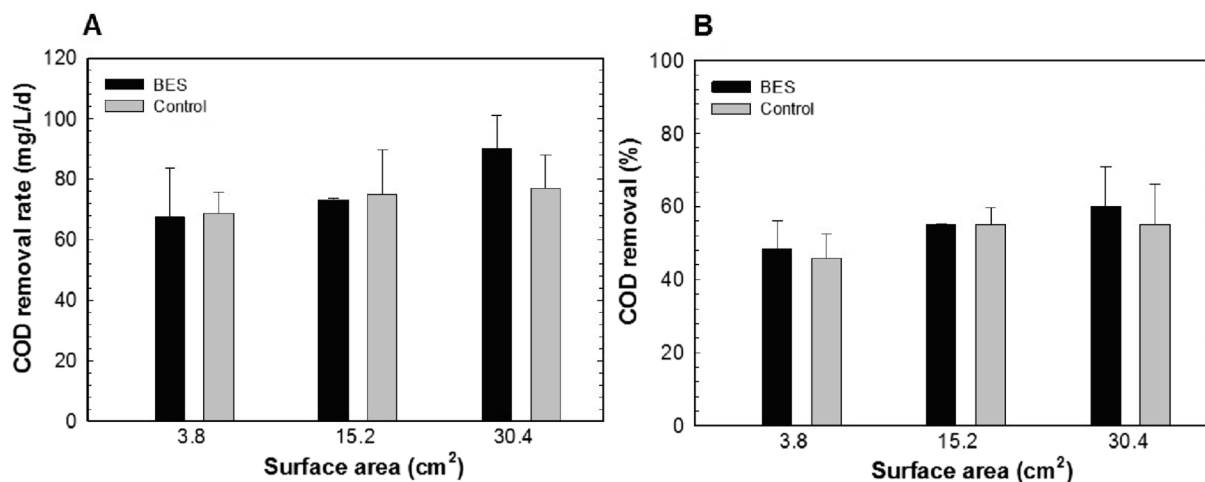 A
COD removal rate (mg/L/d)
120
100
80
60
40
20
0
BES
Control
3.8 15.2 30.4
Surface area (cm²)
B
COD removal (%)
100
80
60
40
20
0
BES
Control
3.8 15.2 30.4
Surface area (cm²)